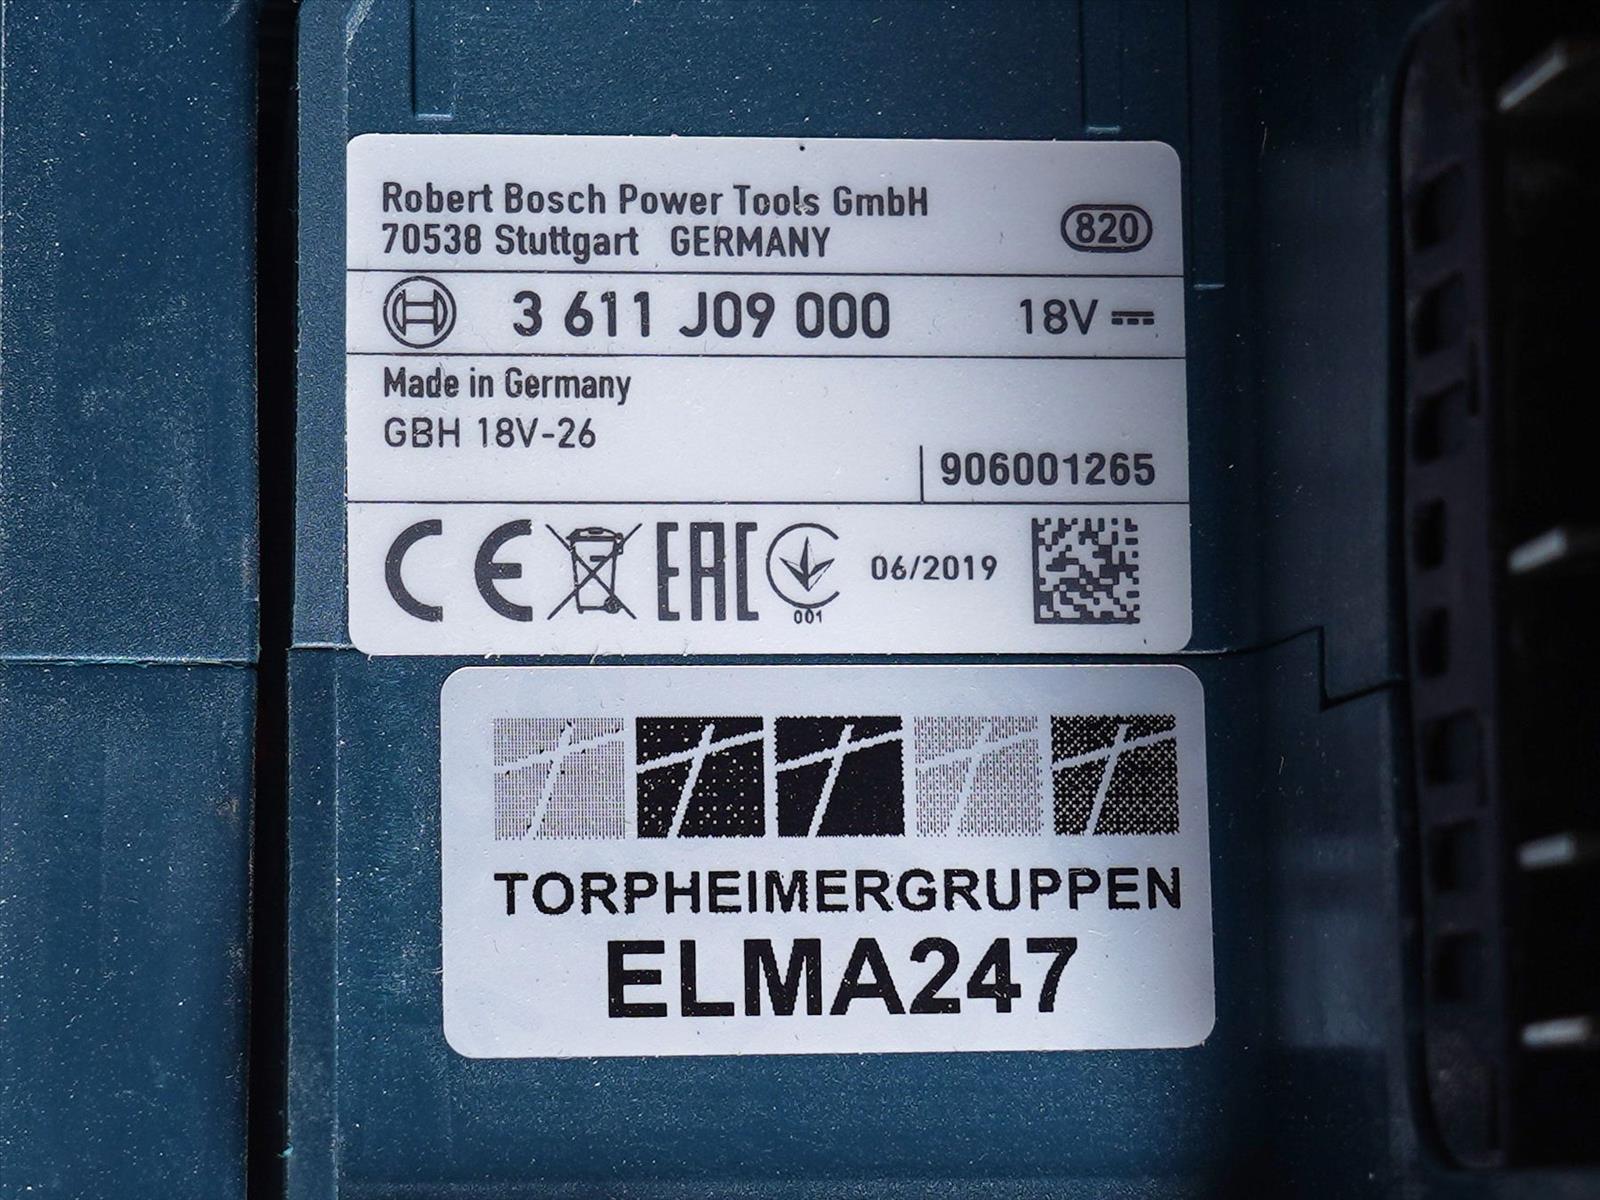 Robert Bosch Power Tools GmbH
70538 Stuttgart GERMANY
820
3 611 J09 000 18V
Made in Germany
GBH 18V-26
906001265
CE EAC 001 06/2019
TORPHEIMERGRUPPEN
ELMA247